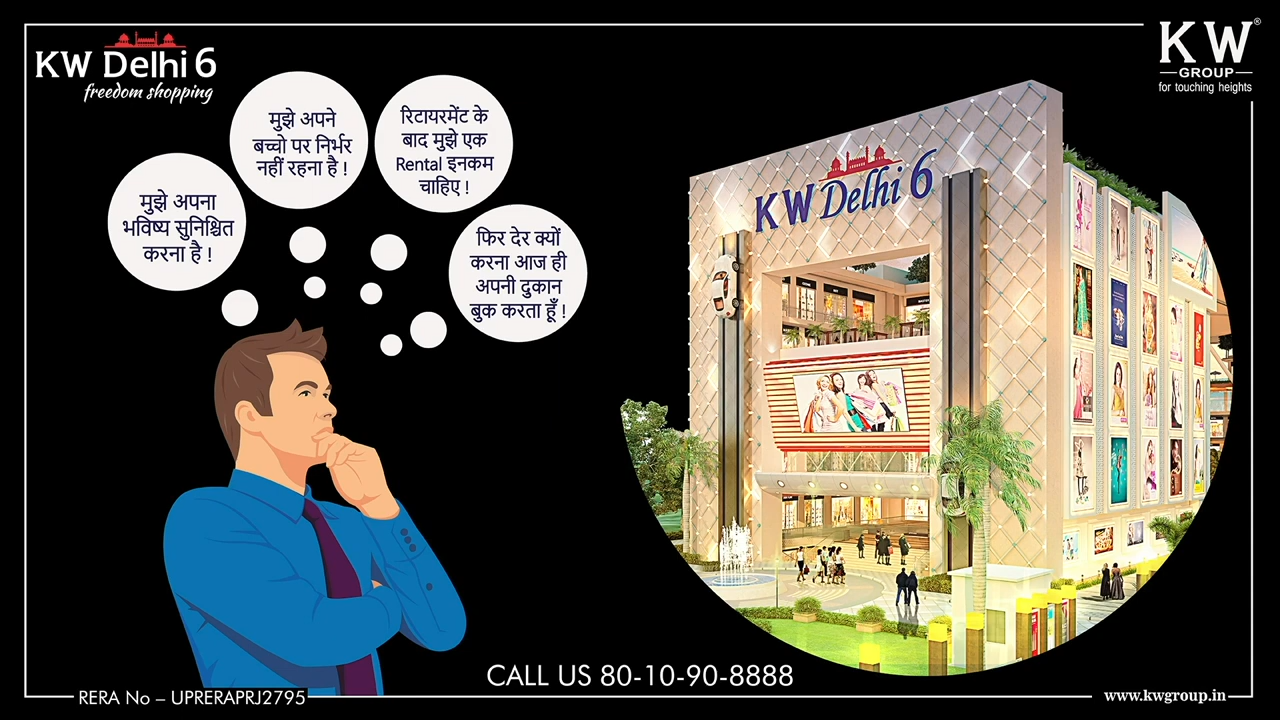 KW Delhi 6
freedom shopping
KW®
GROUP
for touching heights
मुझे अपना
भविष्य सुनिश्चित
करना है !
मुझे अपने
बच्चो पर निर्भर
नहीं रहना है !
रिटायरमेंट के
बाद मुझे एक
Rental इनकम
चाहिए !
फिर देर क्यों
करना आज ही
अपनी दुकान
बुक करता हूँ !
KW Delhi 6
CALL US 80-10-90-8888
RERA No – UPRERAPRJ2795
www.kwgroup.in